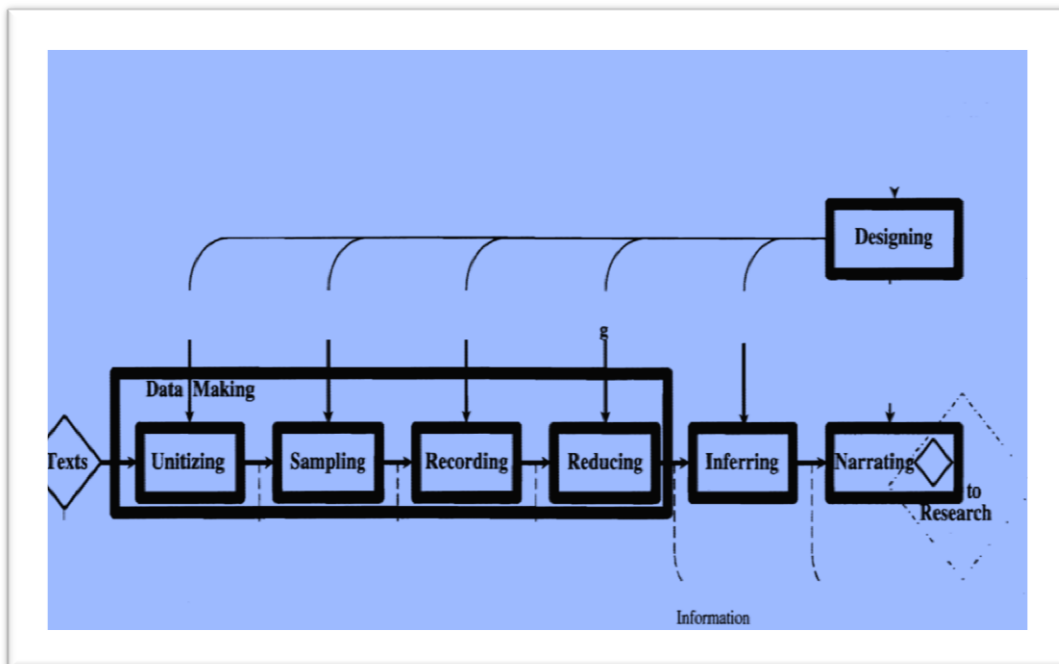 Designing
g
Data Making
Texts
Unitizing
Sampling
Recording
Reducing
Inferring
Narrating
to
Research
Information